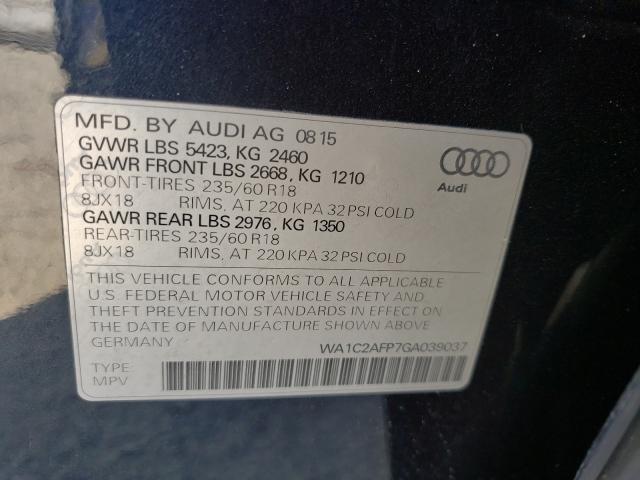 MFD. BY AUDI AG 08 15
GVWR LBS 5423, KG 2460
GAWR FRONT LBS 2668, KG 1210
FRONT-TIRES 235/60 R18
8JX18 RIMS, AT 220 KPA 32 PSI COLD
GAWR REAR LBS 2976, KG 1350
REAR-TIRES 235/60 R18
8JX18 RIMS, AT 220 KPA 32 PSI COLD
Audi
THIS VEHICLE CONFORMS TO ALL APPLICABLE
U.S. FEDERAL MOTOR VEHICLE SAFETY AND
THEFT PREVENTION STANDARDS IN EFFECT ON
THE DATE OF MANUFACTURE SHOWN ABOVE
GERMANY WA1C2AFP7GA039037
TYPE:
MPV